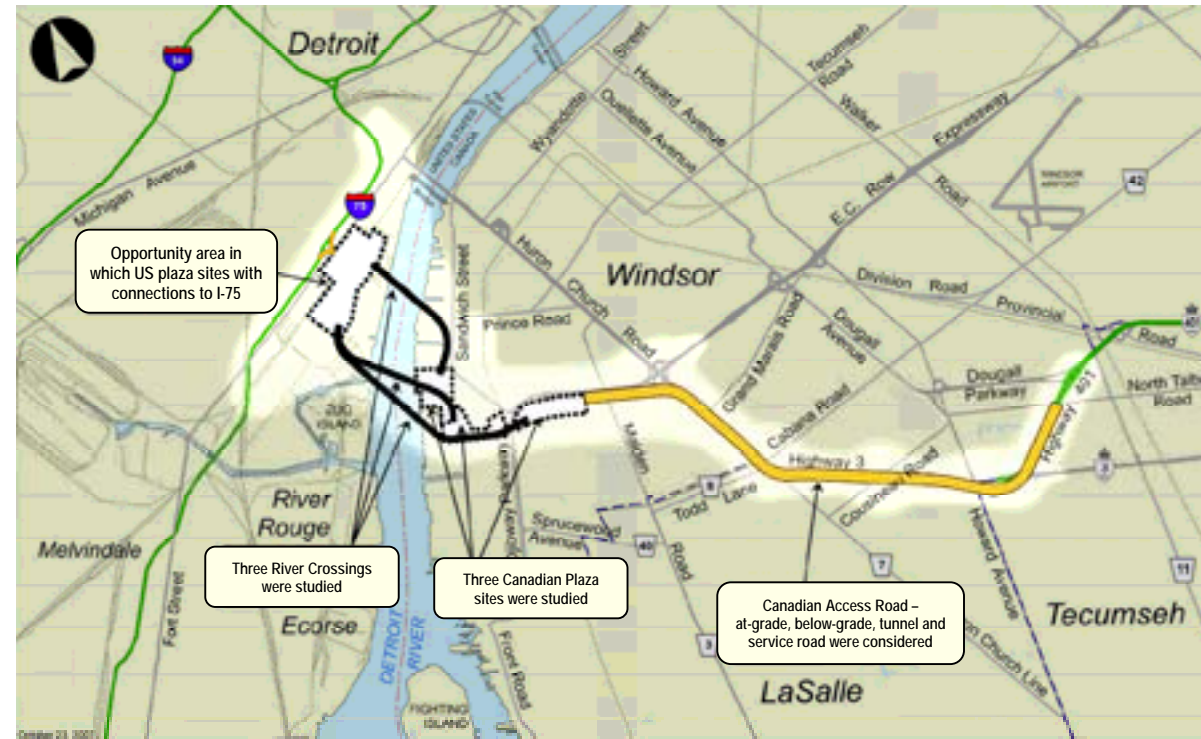 Detroit
94
Michigan Avenue
75
UNITED STATES
CANADA
Wyandotte
Street
Howard Avenue
Ouellette Avenue
Tecumseh
Road
Walker
Road
Expressway
E.C. Row
WINDSOR
AIRPORT
42
Opportunity area in
which US plaza sites with
connections to I-75
Sandwich Street
Huron
Church
Road
Windsor
Prince Road
Division Road
Provincial
Road
Grand Marais Road
Dougall
Avenue
Dougall
Parkway
North Talbot
Road
Highway 401
Cabana Road
Highway 3
3
ZUG
ISLAND
River
Rouge
Melvindale
Malden
Road
Todd Lane
Cousineau Road
Howard Avenue
Sprucewood
Avenue
Ojibway Parkway
Three River Crossings
were studied
Three Canadian Plaza
sites were studied
Canadian Access Road –
at-grade, below-grade, tunnel and
service road were considered
7
11
Tecumseh
Fort Street
Ecorse
DETROIT
RIVER
Front Road
3
Church Line
LaSalle
FIGHTING
ISLAND
October 23, 2007